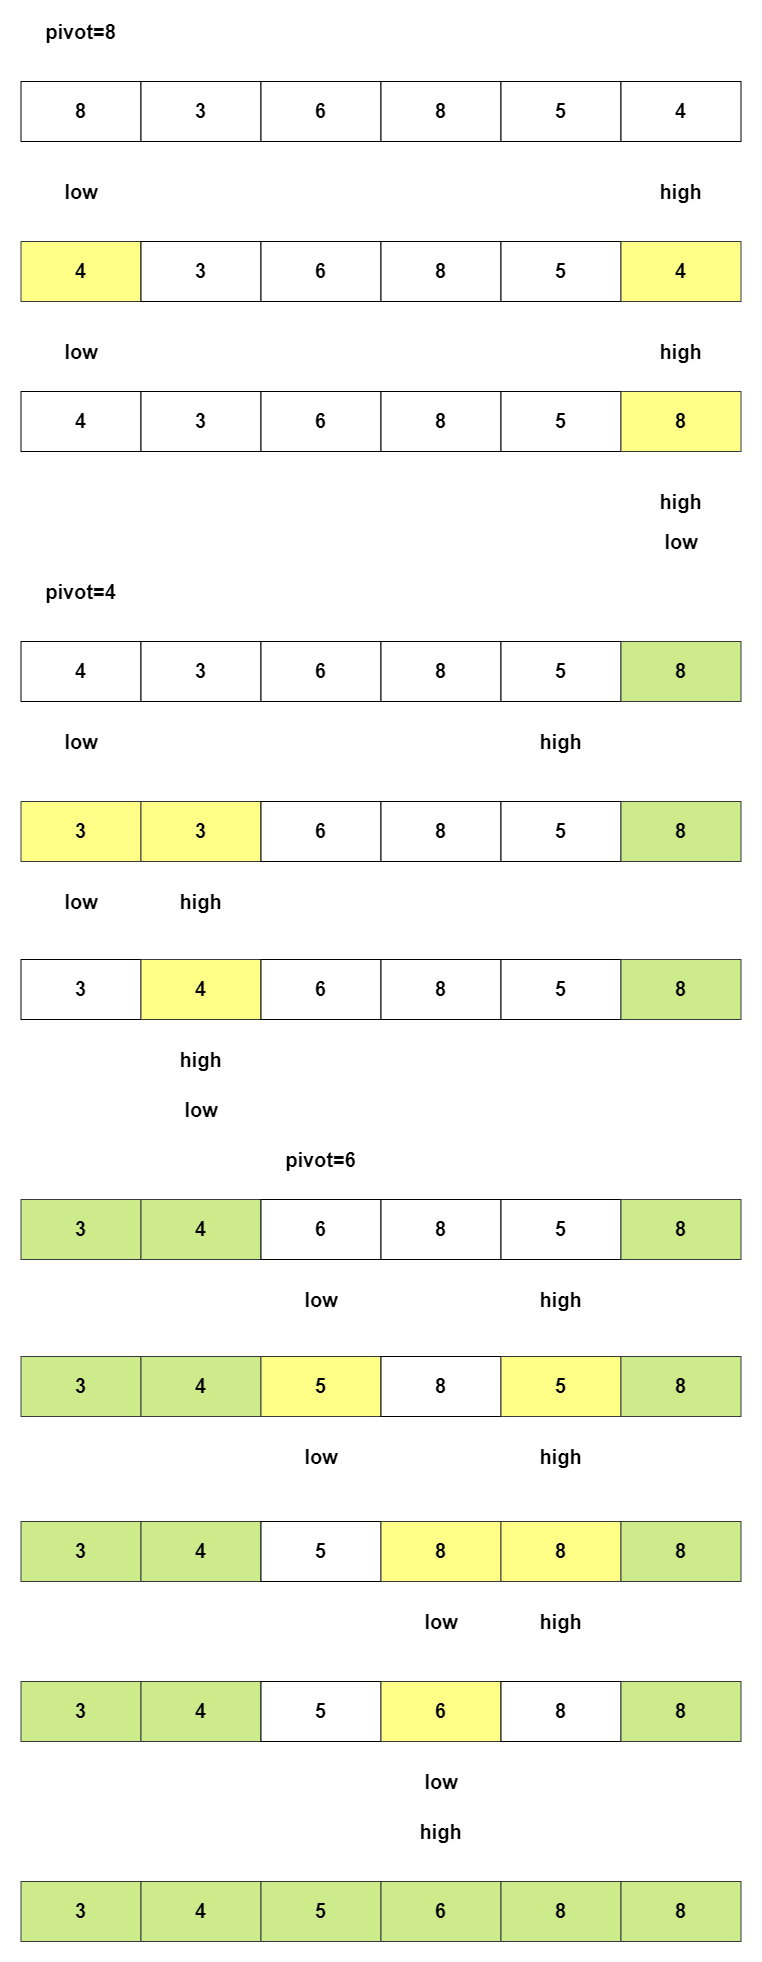 pivot=8
8 3 6 8 5 4
low high
4 3 6 8 5 4
low high
4 3 6 8 5 8
high
low
pivot=4
4 3 6 8 5 8
low high
3 3 6 8 5 8
low high
3 4 6 8 5 8
high
low
pivot=6
3 4 6 8 5 8
low high
3 4 5 8 5 8
low high
3 4 5 8 8 8
low high
3 4 5 6 8 8
low
high
3 4 5 6 8 8